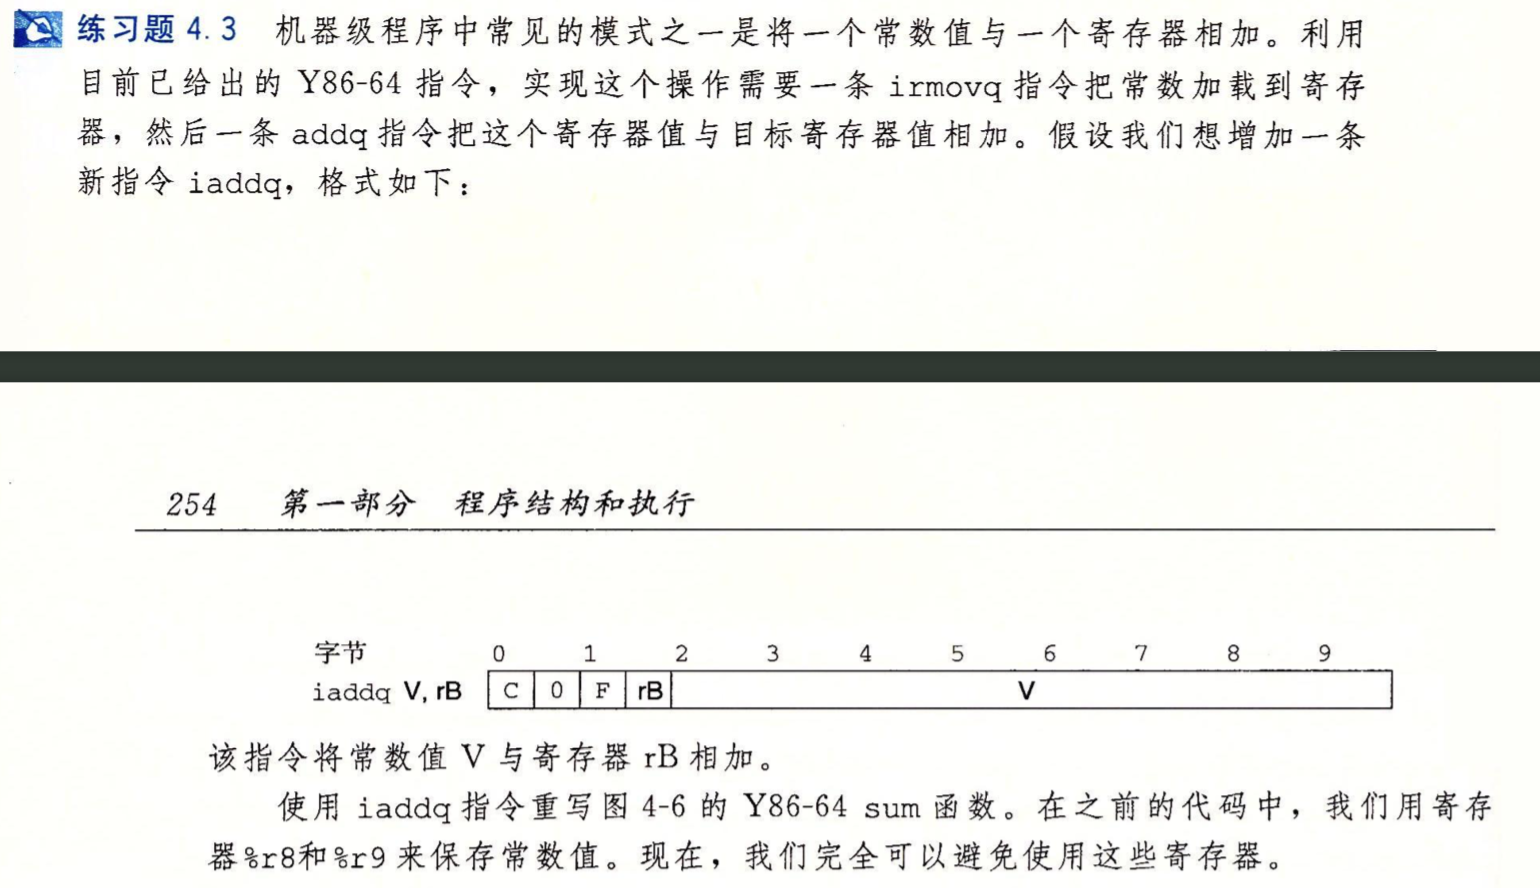 练习题 4.3 机器级程序中常见的模式之一是将一个常数值与一个寄存器相加。利用
目前已给出的 Y86-64 指令，实现这个操作需要一条 irmovq 指令把常数加载到寄存
器，然后一条 addq 指令把这个寄存器值与目标寄存器值相加。假设我们想增加一条
新指令 iaddq，格式如下：
254 第一部分 程序结构和执行
字节 0 1 2 3 4 5 6 7 8 9
iaddq V, rB C 0 F rB V
该指令将常数值 V 与寄存器 rB 相加。
使用 iaddq 指令重写图 4-6 的 Y86-64 sum 函数。在之前的代码中，我们用寄存
器%r8和%r9 来保存常数值。现在，我们完全可以避免使用这些寄存器。